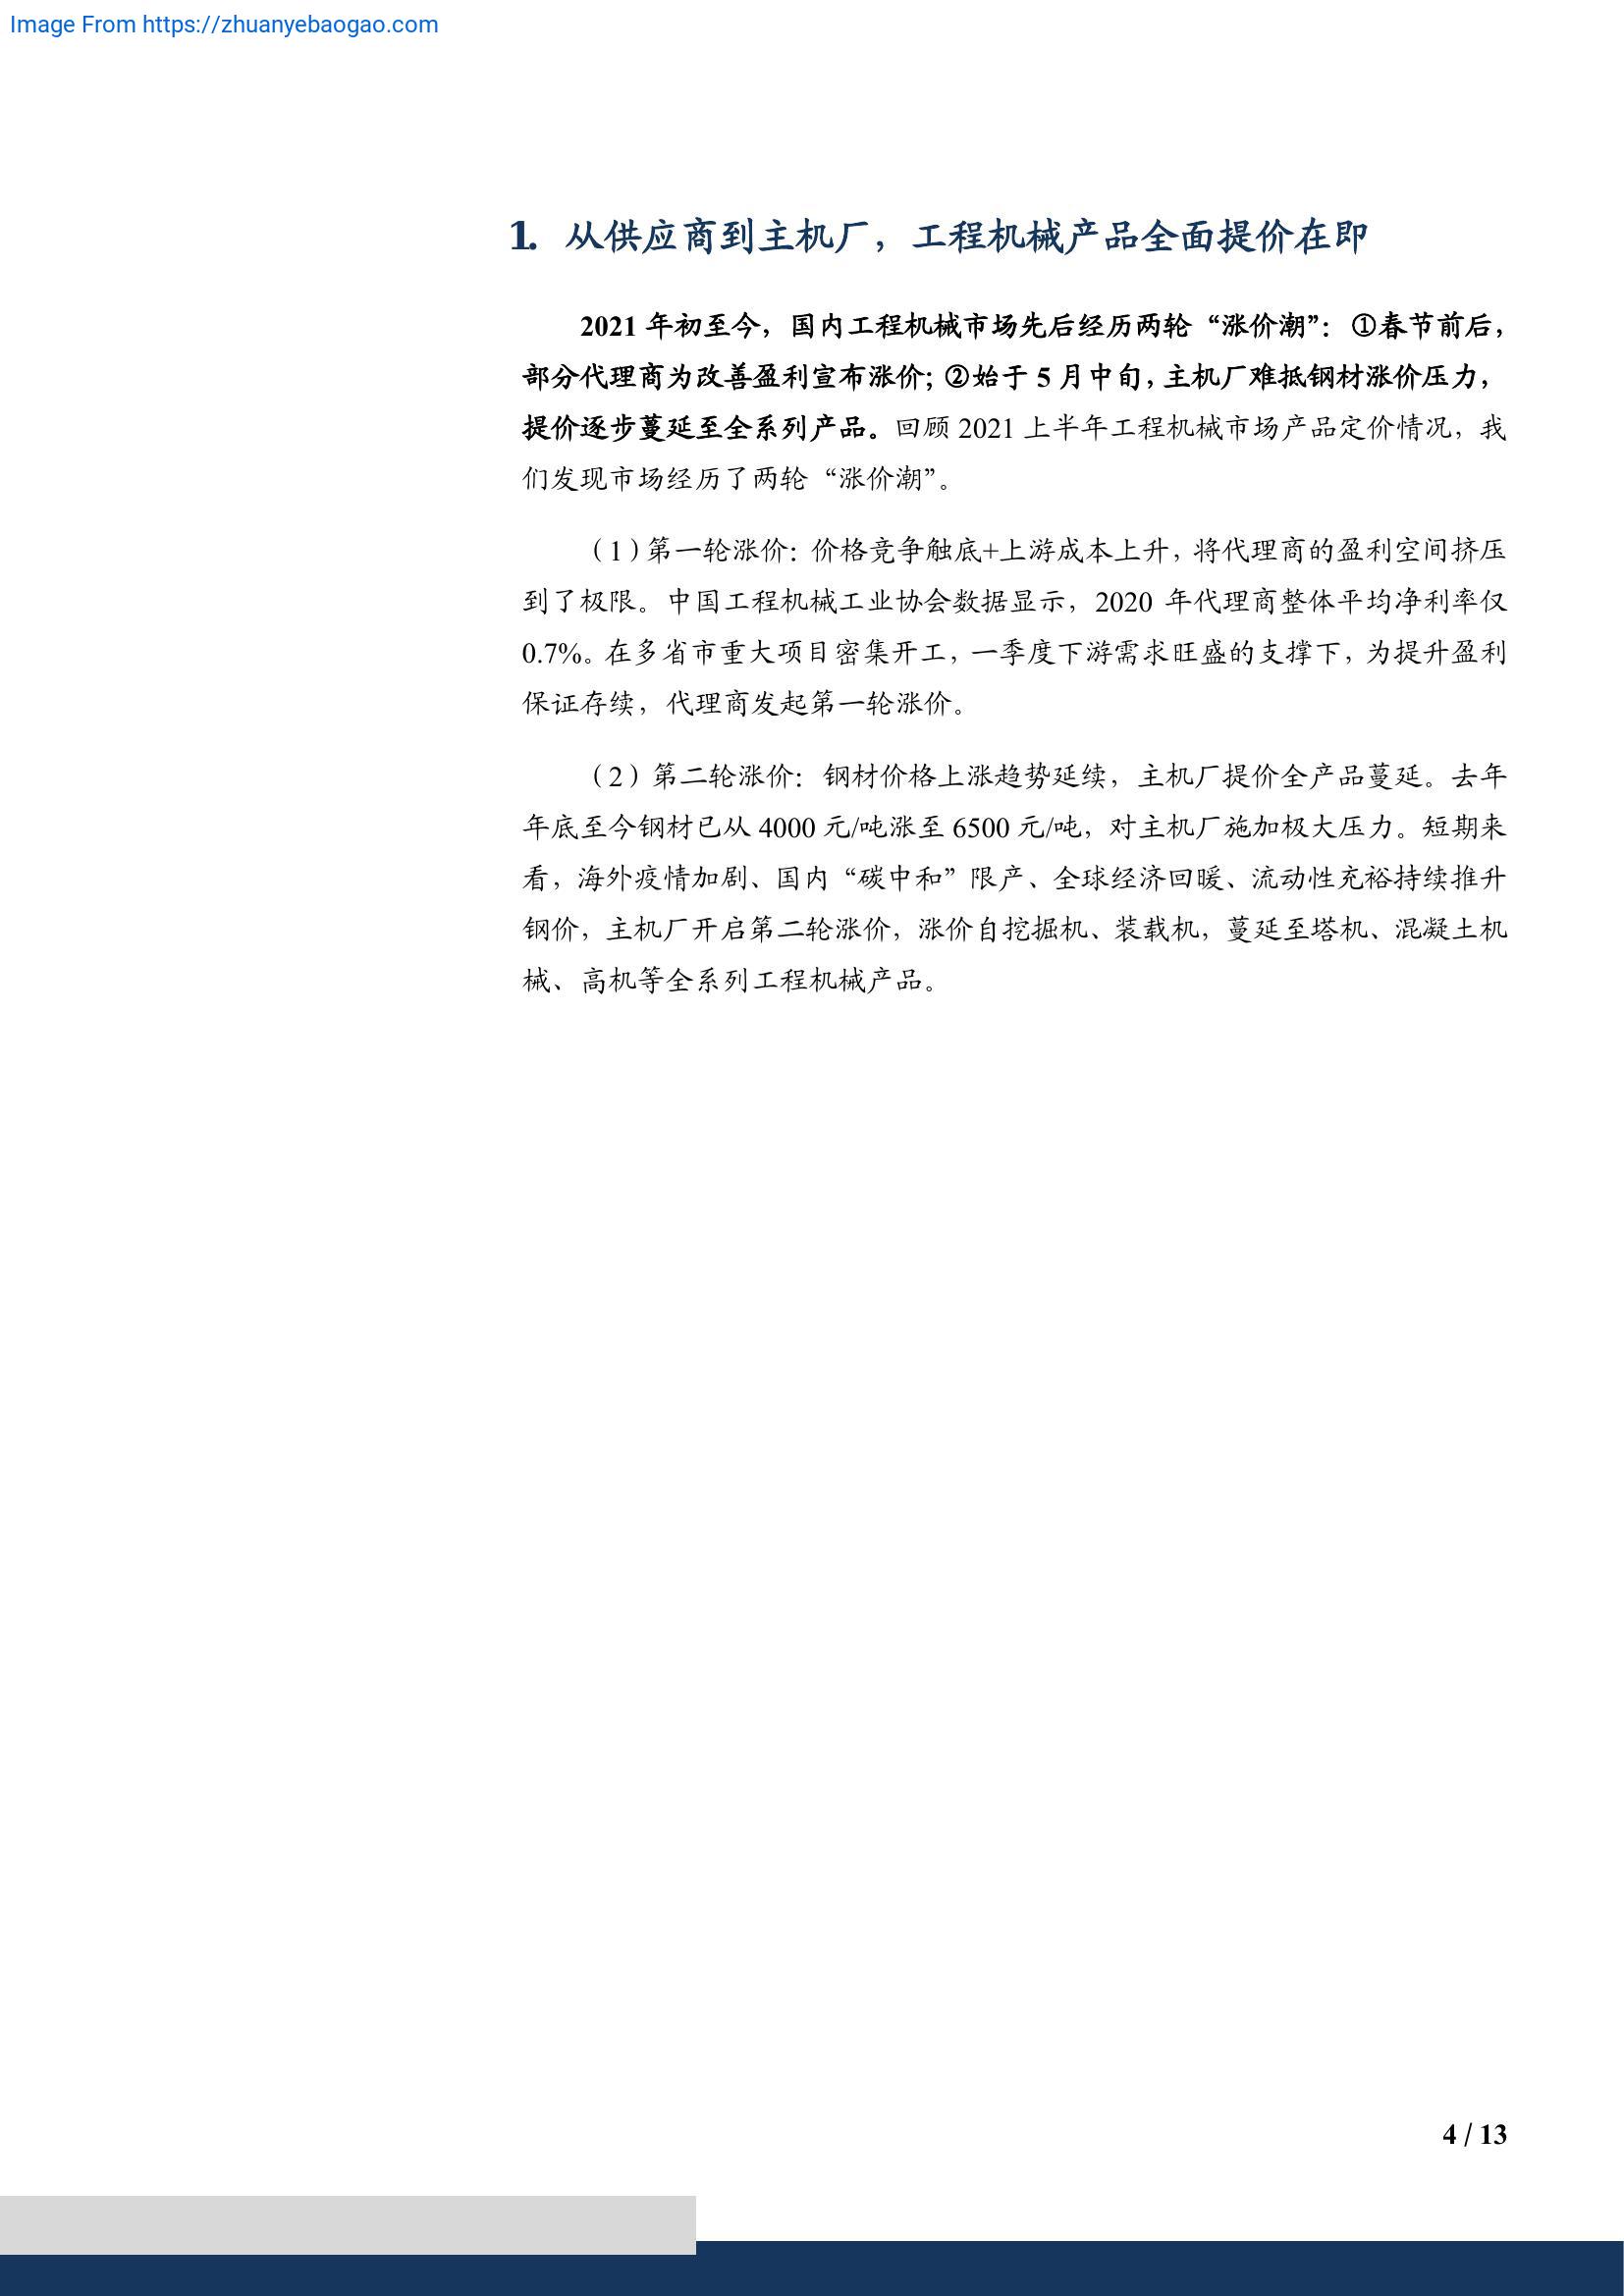 Image From https://zhuanyebaogao.com
1. 从供应商到主机厂，工程机械产品全面提价在即
2021 年初至今，国内工程机械市场先后经历两轮“涨价潮”：①春节前后，
部分代理商为改善盈利宣布涨价；②始于 5 月中旬，主机厂难抵钢材涨价压力，
提价逐步蔓延至全系列产品。回顾 2021 上半年工程机械市场产品定价情况，我
们发现市场经历了两轮“涨价潮”。
（1）第一轮涨价：价格竞争触底+上游成本上升，将代理商的盈利空间挤压
到了极限。中国工程机械工业协会数据显示，2020 年代理商整体平均净利率仅
0.7%。在多省市重大项目密集开工，一季度下游需求旺盛的支撑下，为提升盈利
保证存续，代理商发起第一轮涨价。
（2）第二轮涨价：钢材价格上涨趋势延续，主机厂提价全产品蔓延。去年
年底至今钢材已从 4000 元/吨涨至 6500 元/吨，对主机厂施加极大压力。短期来
看，海外疫情加剧、国内“碳中和”限产、全球经济回暖、流动性充裕持续推升
钢价，主机厂开启第二轮涨价，涨价自挖掘机、装载机，蔓延至塔机、混凝土机
械、高机等全系列工程机械产品。
4 / 13